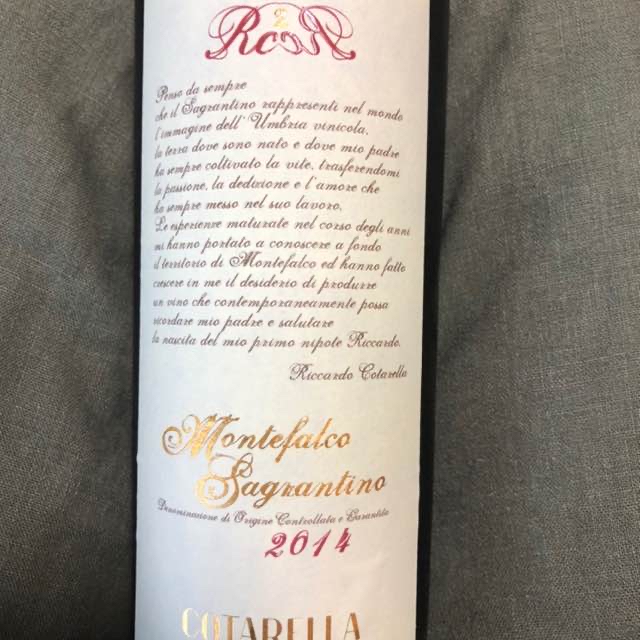 Penso da sempre
che il Sagrantino rappresenti nel mondo
l'immagine dell'Umbria vinicola,
la terra dove sono nato e dove mio padre
ha sempre coltivato la vite, trasferendomi
la passione, la dedizione e l'amore che
ha sempre messo nel suo lavoro.
Le esperienze maturate nel corso degli anni
mi hanno portato a conoscere a fondo
il territorio di Montefalco ed hanno fatto
crescere in me il desiderio di produrre
un vino che contemporaneamente possa
ricordare mio padre e salutare
la nascita del mio primo nipote Riccardo.
Riccardo Cotarella
Montefalco
Sagrantino
Denominazione di Origine Controllata e Garantita
2014
COTARELLA